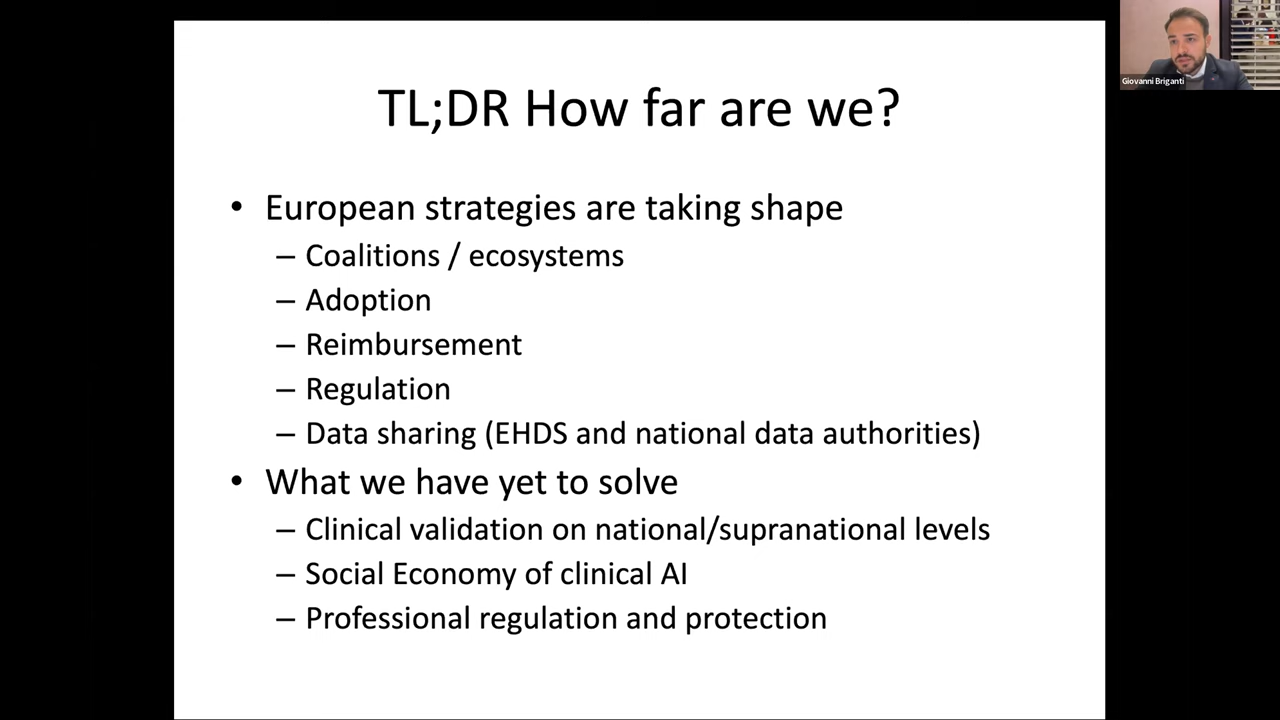 TL;DR How far are we?
• European strategies are taking shape
– Coalitions / ecosystems
– Adoption
– Reimbursement
– Regulation
– Data sharing (EHDS and national data authorities)
• What we have yet to solve
– Clinical validation on national/supranational levels
– Social Economy of clinical AI
– Professional regulation and protection
Giovanni Briganti